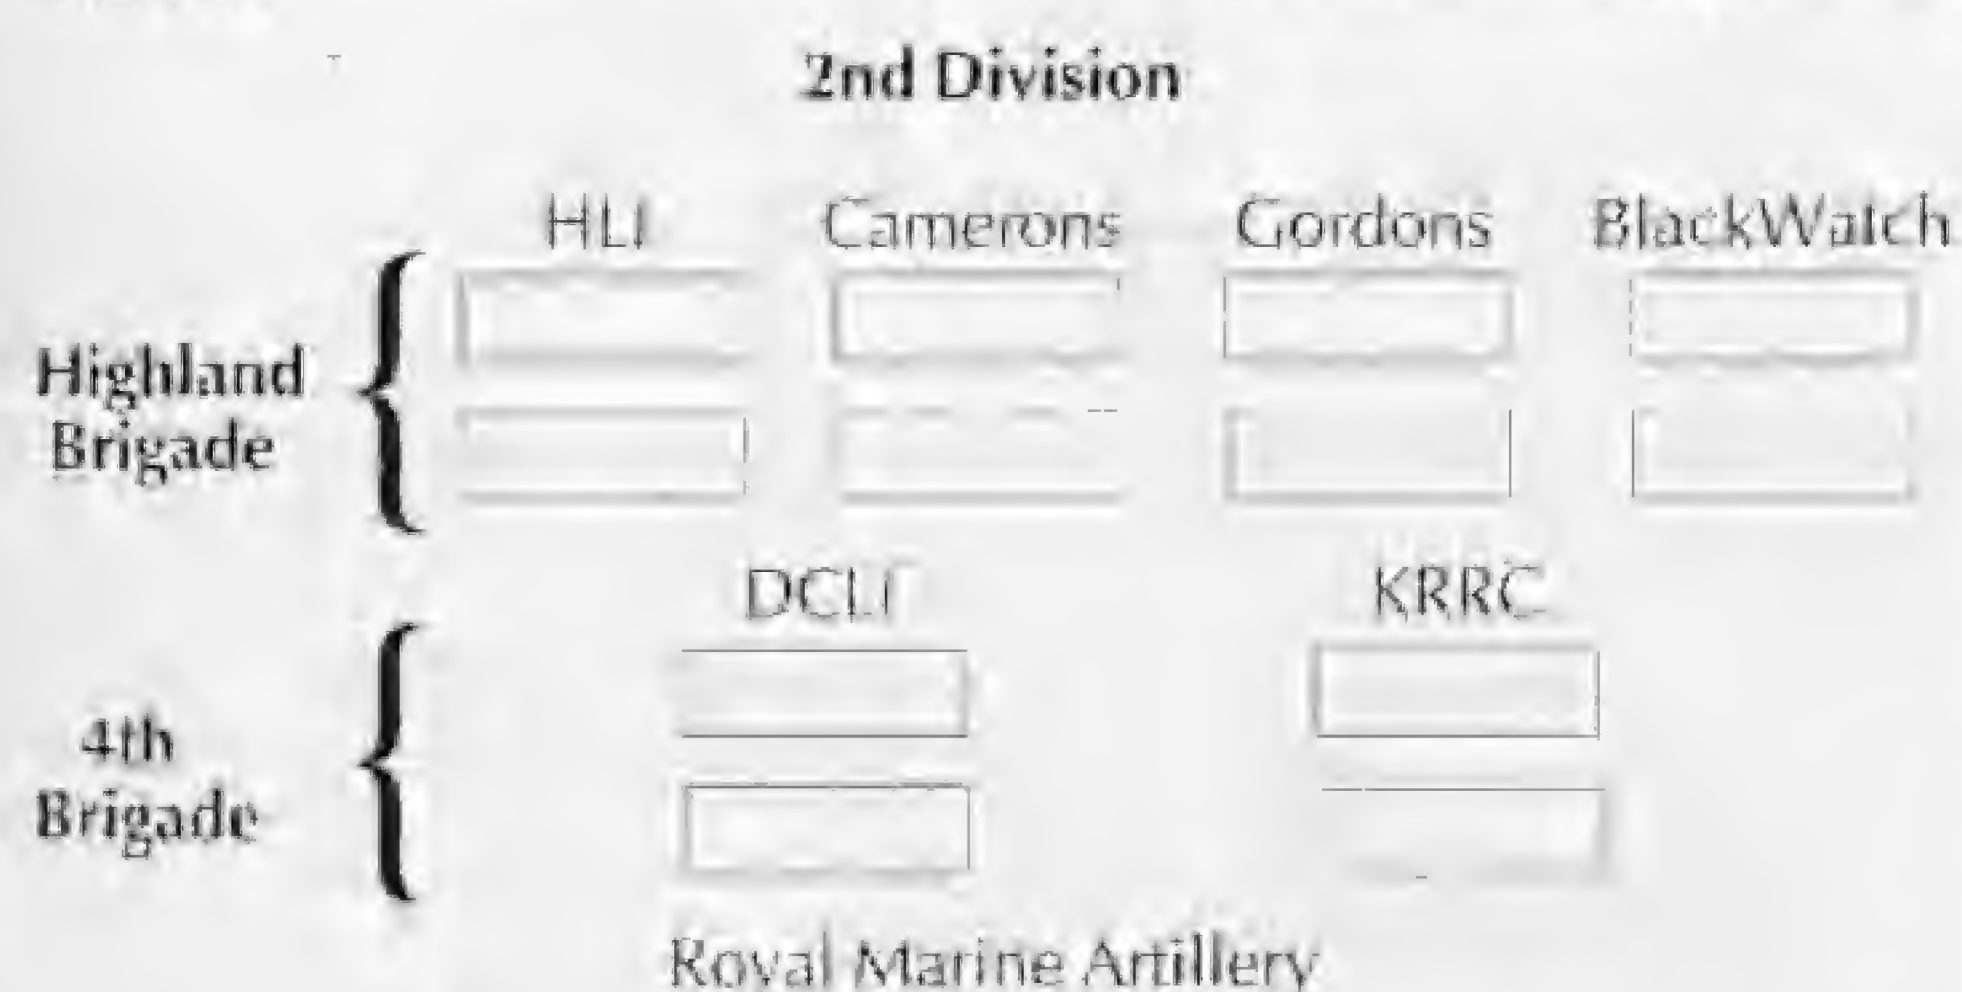 2nd Division
HLI Camerons Gordons BlackWatch
Highland
Brigade
DCLI KRRC
4th
Brigade
Royal Marine Artillery